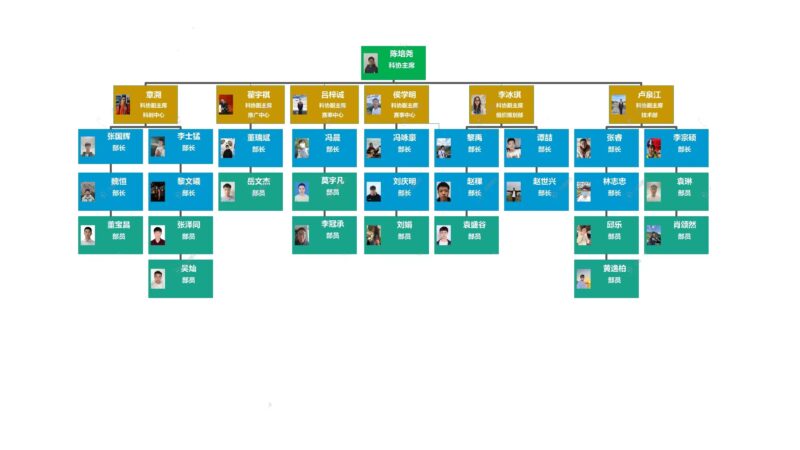 陈培尧
科协主席
章溯
科协副主席
科创中心
翟宇祺
科协副主席
推广中心
吕梓诚
科协副主席
赛事中心
侯学明
科协副主席
赛事中心
李冰琪
科协副主席
组织规划部
卢泉江
科协副主席
技术部
张国辉
部长
李士猛
部长
董瑞斌
部长
冯晨
部长
冯咏豪
部长
黎禹
部长
谭喆
部长
张睿
部长
李宗硕
部长
姚恒
部长
黎文曦
部长
岳文杰
部员
莫宇凡
部员
刘庆明
部长
赵稞
部长
赵世兴
部长
林志忠
部长
袁琳
部员
董宝昌
部员
张泽同
部员
李冠承
部员
刘娟
部员
袁盛谷
部员
邱乐
部员
肖颂然
部员
吴灿
部员
黄逸柏
部员